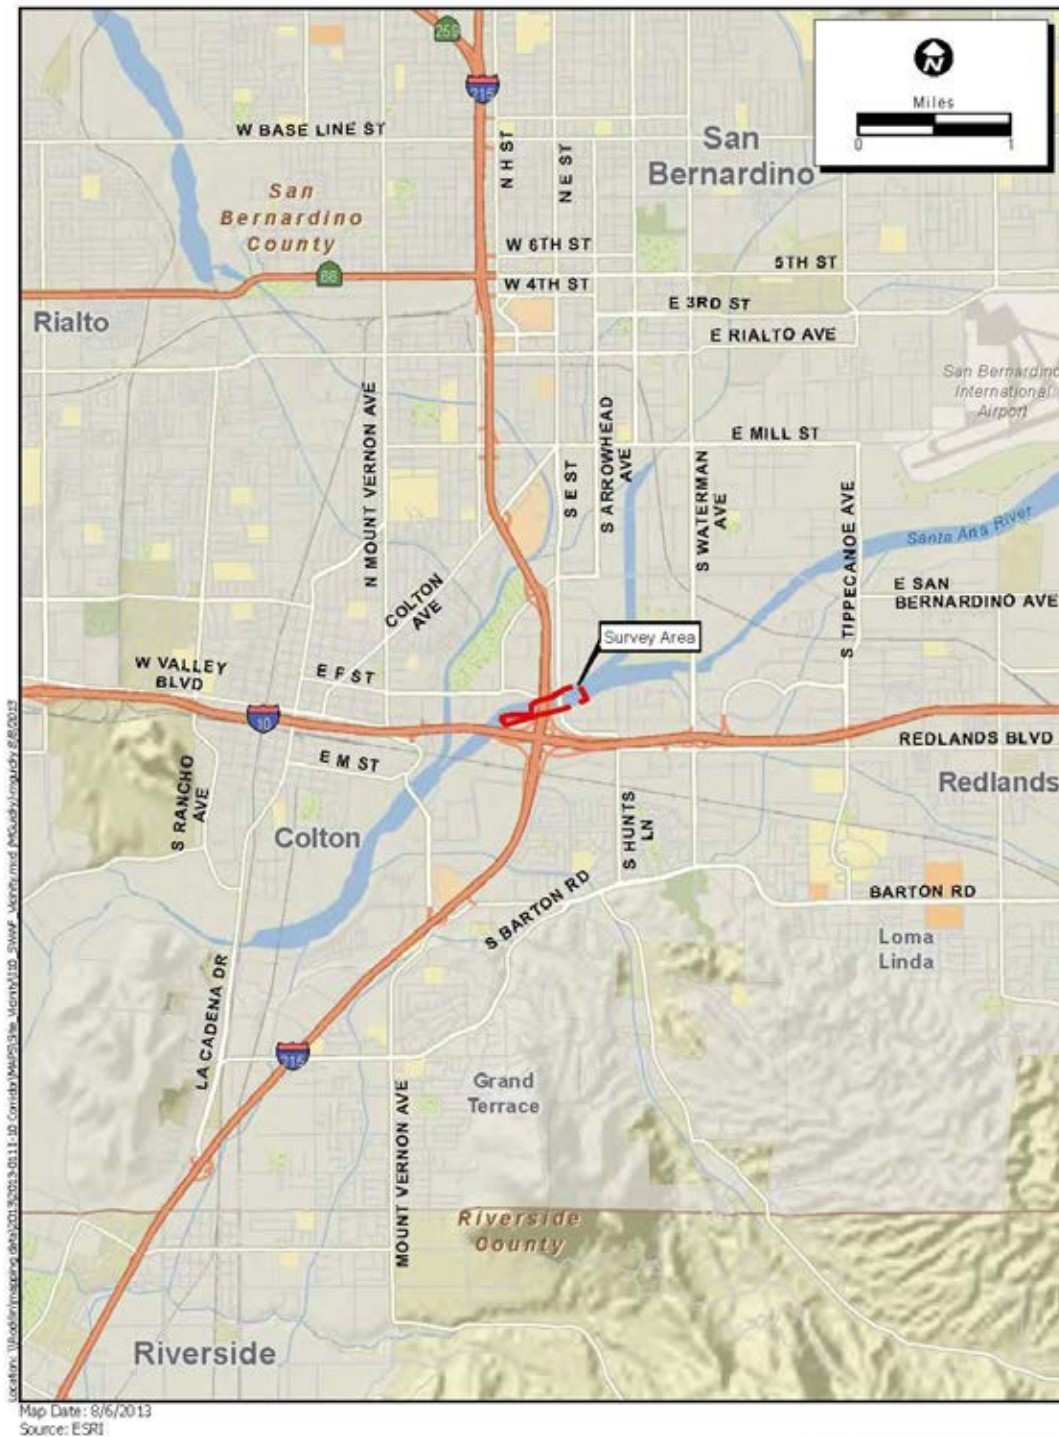 259
215
N
Miles
0 1
W BASE LINE ST
San
Bernardino
N H ST
N E ST
San
Bernardino
County
W 6TH ST
5TH ST
66
W 4TH ST
E 3RD ST
Rialto
E RIALTO AVE
San Bernardino
International
Airport
N MOUNT VERNON AVE
S ARROWHEAD
AVE
E MILL ST
S E ST
S WATERMAN
AVE
S TIPPECANOE AVE
Santa Ana River
COLTON
AVE
E SAN
BERNARDINO AVE
Survey Area
W VALLEY
BLVD
E F ST
10
REDLANDS BLVD
E M ST
Redlands
S RANCHO
AVE
Colton
S HUNTS
LN
S BARTON RD
BARTON RD
Loma
Linda
LA CADENA DR
215
Grand
Terrace
MOUNT VERNON AVE
Riverside
County
Riverside
Map Date: 8/6/2013
Source: ESRI